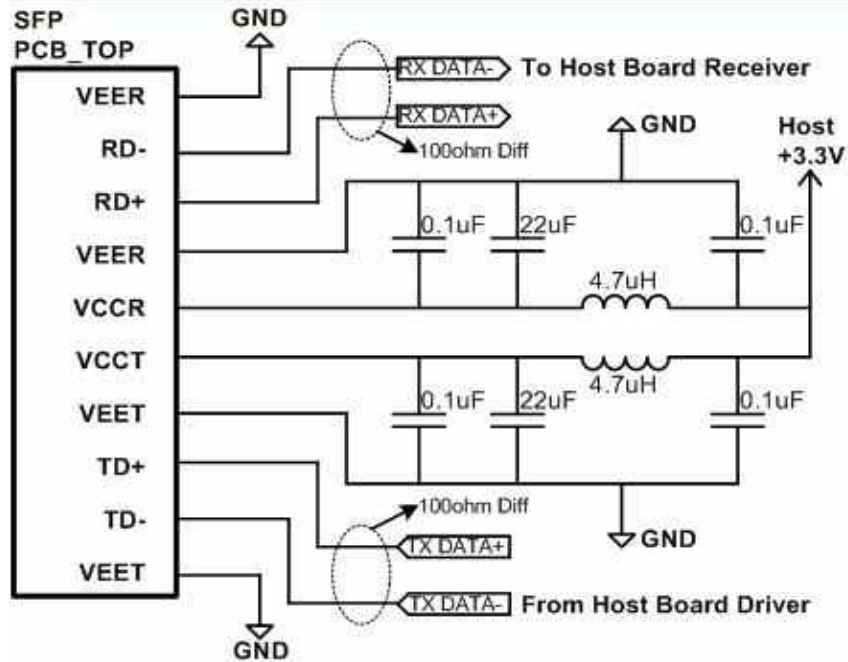 SFP
PCB_TOP
GND
VEER
RD-
RD+
VEER
VCCR
VCCT
VEET
TD+
TD-
VEET
GND
RX DATA-
To Host Board Receiver
RX DATA+
100ohm Diff
GND
Host
+3.3V
0.1uF
22uF
0.1uF
4.7uH
4.7uH
0.1uF
22uF
0.1uF
100ohm Diff
GND
TX DATA+
TX DATA-
From Host Board Driver